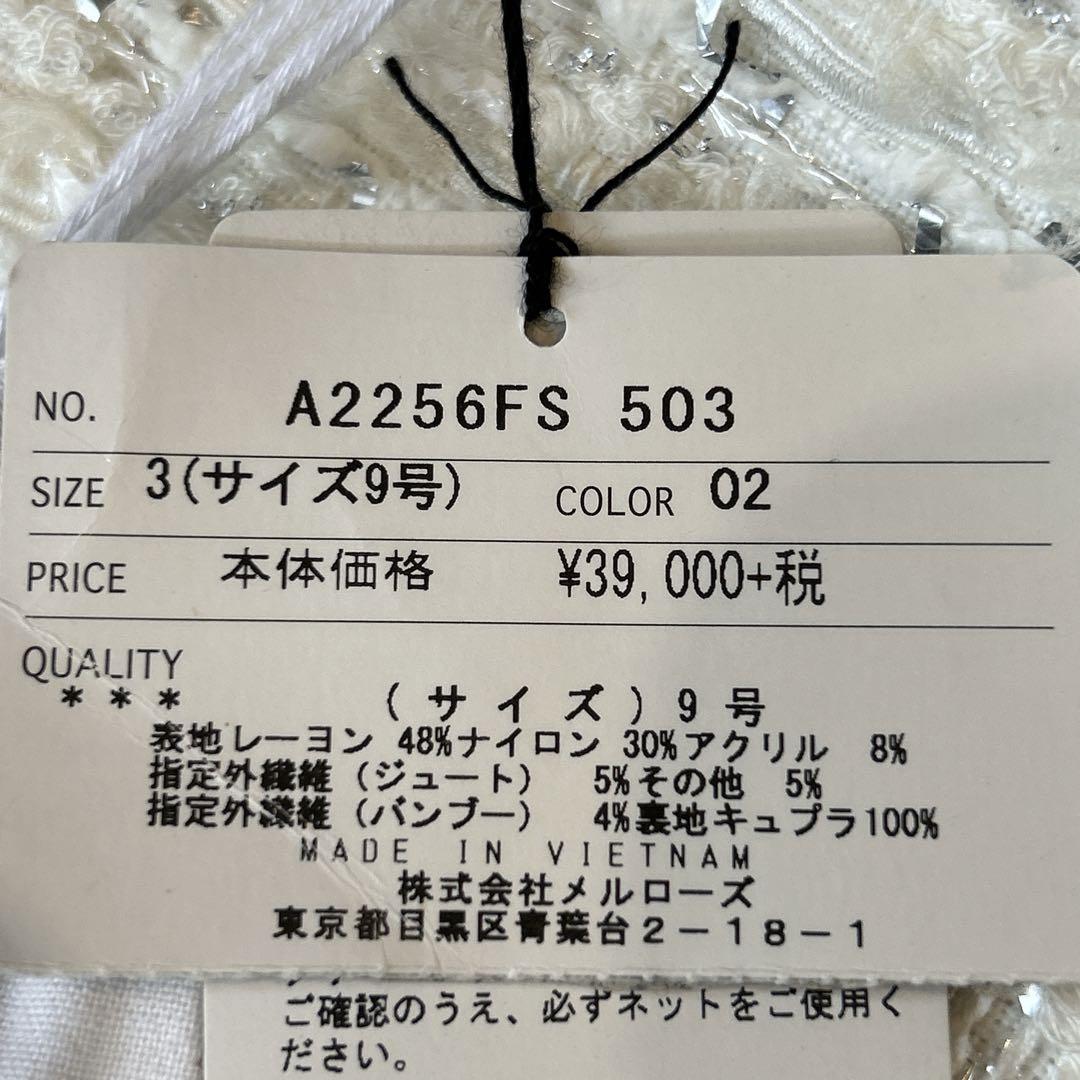 NO. A2256FS 503
SIZE 3(サイズ9号) COLOR 02
PRICE 本体価格 ¥39,000+税
QUALITY
*** (サイズ)9号
表地レーヨン 48%ナイロン 30%アクリル 8%
指定外繊維(ジュート) 5%その他 5%
指定外繊維(バンブー) 4%裏地キュプラ100%
MADE IN VIETNAM
株式会社メルローズ
東京都目黒区青葉台2-18-1
ご確認のうえ、必ずネットをご使用く
ださい。